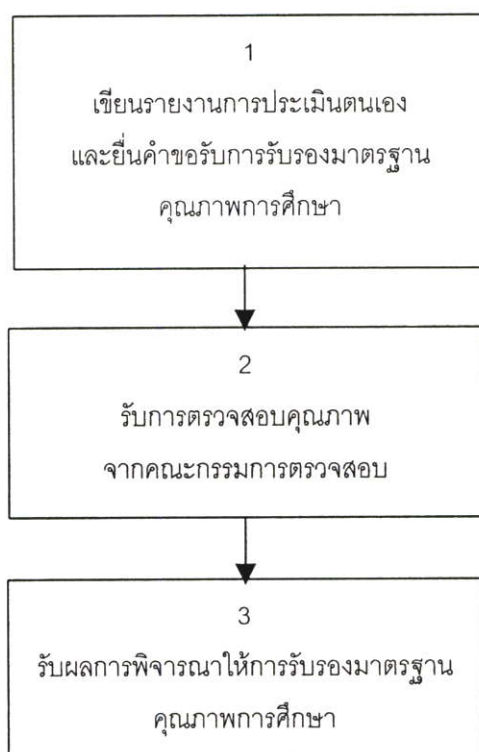 1
เขียนรายงานการประเมินตนเอง
และยื่นคำขอรับการรับรองมาตรฐาน
คุณภาพการศึกษา
2
รับการตรวจสอบคุณภาพ
จากคณะกรรมการตรวจสอบ
3
รับผลการพิจารณาให้การรับรองมาตรฐาน
คุณภาพการศึกษา